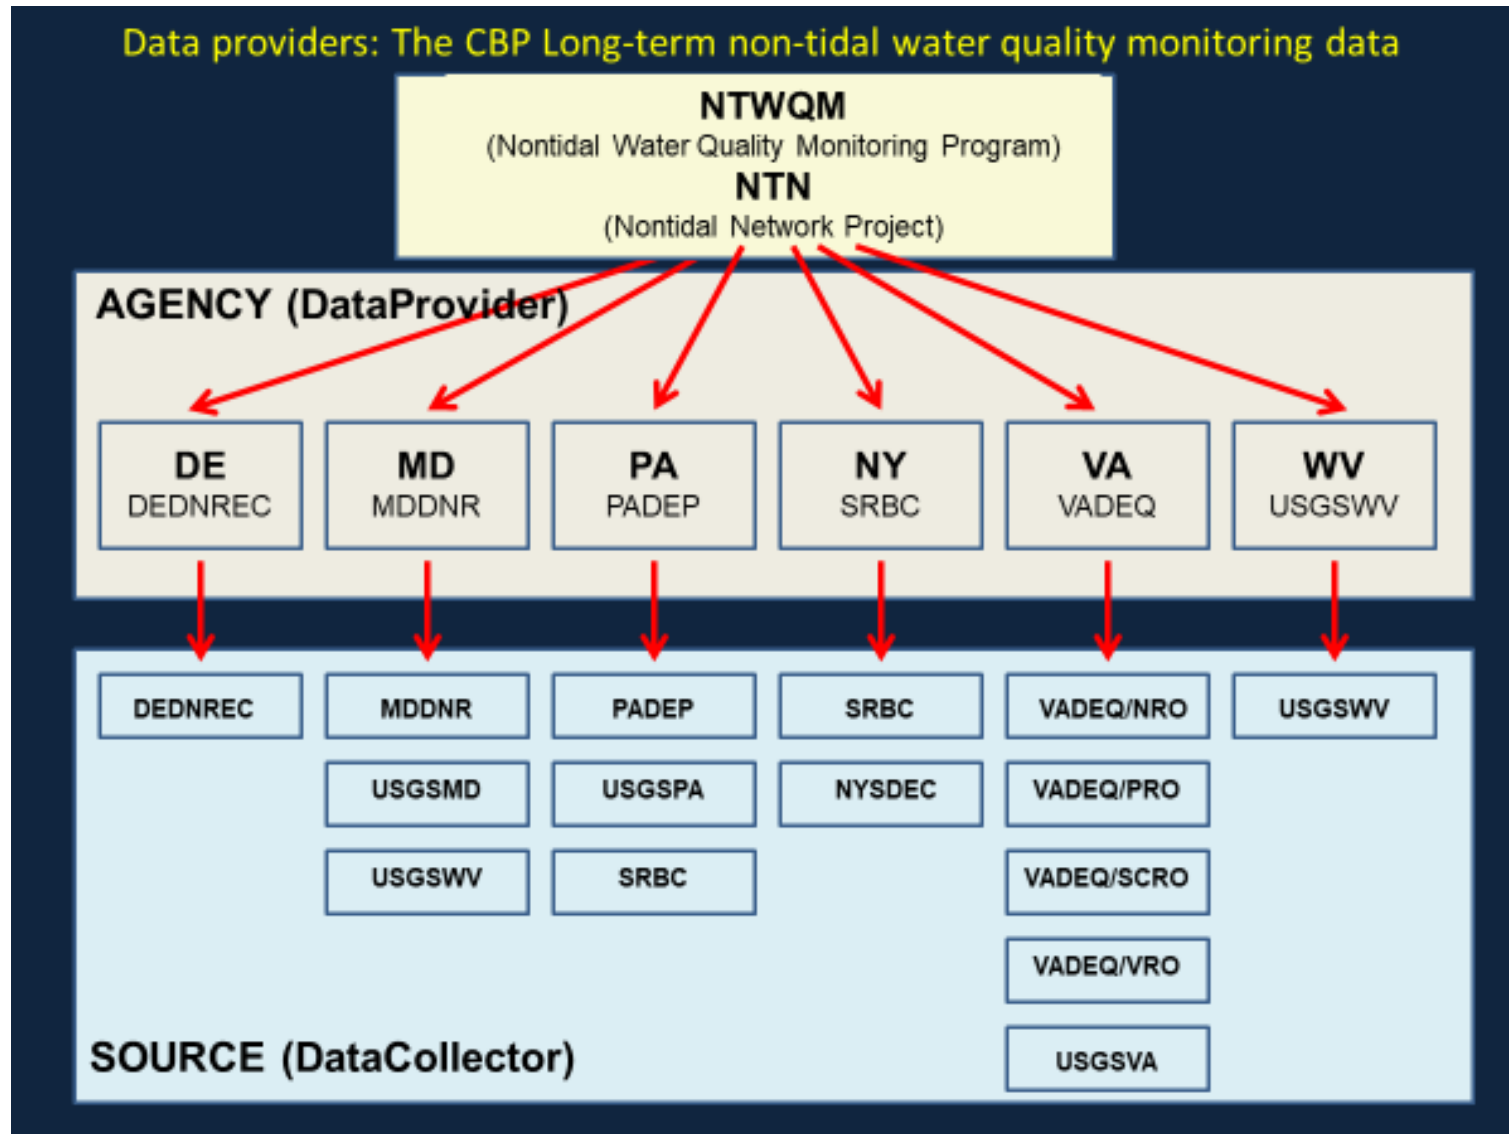 Data providers: The CBP Long-term non-tidal water quality monitoring data
NTWQM
(Nontidal Water Quality Monitoring Program)
NTN
(Nontidal Network Project)
AGENCY (DataProvider)
DE
DEDNREC
MD
MDDNR
PA
PADEP
NY
SRBC
VA
VADEQ
WV
USGSWV
DEDNREC
MDDNR
PADEP
SRBC
VADEQ/NRO
USGSWV
USGSMD
USGSPA
NYSDEC
VADEQ/PRO
USGSWV
SRBC
VADEQ/SCRO
VADEQ/VRO
SOURCE (DataCollector)
USGSVA